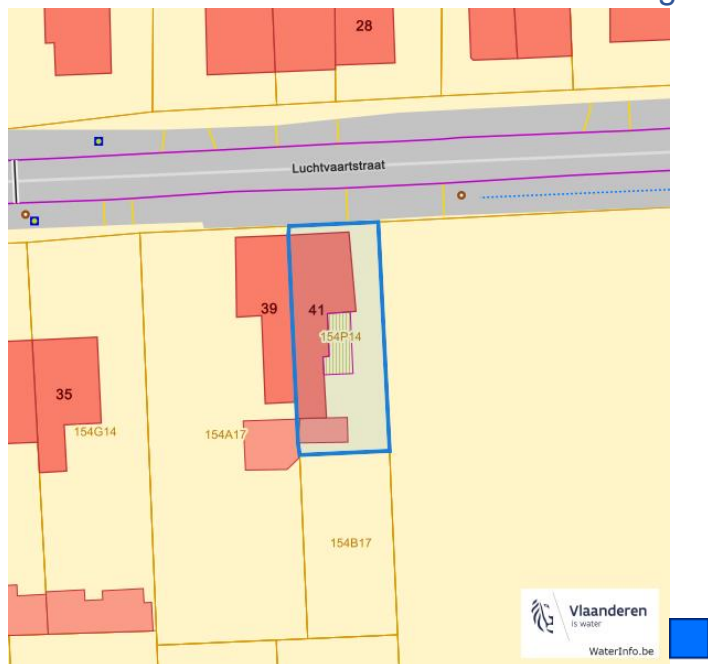 28
Luchtvaartstraat
39
41
154P14
35
154G14
154A17
154B17
Vlaanderen
is water
WaterInfo.be